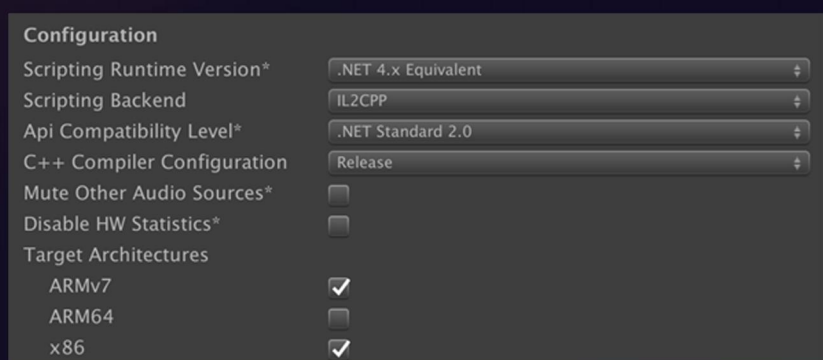 Configuration
Scripting Runtime Version* .NET 4.x Equivalent
Scripting Backend IL2CPP
Api Compatibility Level* .NET Standard 2.0
C++ Compiler Configuration Release
Mute Other Audio Sources*
Disable HW Statistics*
Target Architectures
ARMv7
ARM64
x86